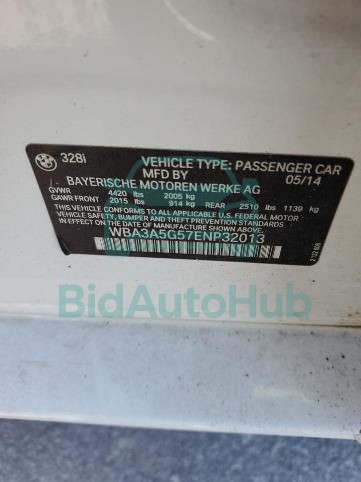 328i
VEHICLE TYPE: PASSENGER CAR
MFD BY 05/14
BAYERISCHE MOTOREN WERKE AG
GVWR 4420 lbs 2005 kg
GAWR FRONT 2015 lbs 914 kg REAR 2510 lbs 1139 kg
THIS VEHICLE CONFORMS TO ALL APPLICABLE
U.S. FEDERAL MOTOR
VEHICLE SAFETY, BUMPER, AND THEFT PREVENTION
STANDARDS
IN EFFECT ON THE DATE OF MANUFACTURE SHOWN ABOVE.
WBA3A5G57ENP32013
BidAutoHub